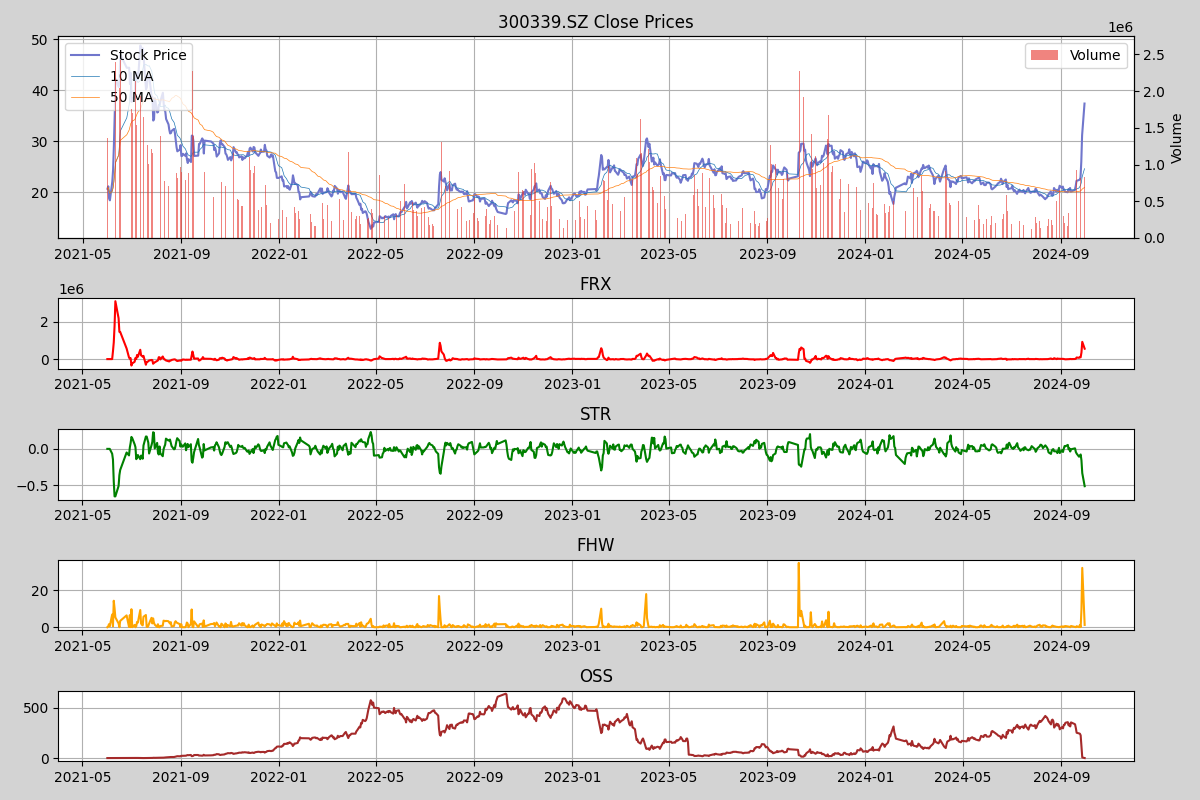 300339.SZ Close Prices
1e6
50
40
30
20
Stock Price
10 MA
50 MA
Volume
2.5
2.0
1.5
1.0
0.5
0.0
Volume
2021-05 2021-09 2022-01 2022-05 2022-09 2023-01 2023-05 2023-09 2024-01 2024-05 2024-09
FRX
1e6
2
0
2021-05 2021-09 2022-01 2022-05 2022-09 2023-01 2023-05 2023-09 2024-01 2024-05 2024-09
STR
0.0
−0.5
2021-05 2021-09 2022-01 2022-05 2022-09 2023-01 2023-05 2023-09 2024-01 2024-05 2024-09
FHW
20
0
2021-05 2021-09 2022-01 2022-05 2022-09 2023-01 2023-05 2023-09 2024-01 2024-05 2024-09
OSS
500
0
2021-05 2021-09 2022-01 2022-05 2022-09 2023-01 2023-05 2023-09 2024-01 2024-05 2024-09